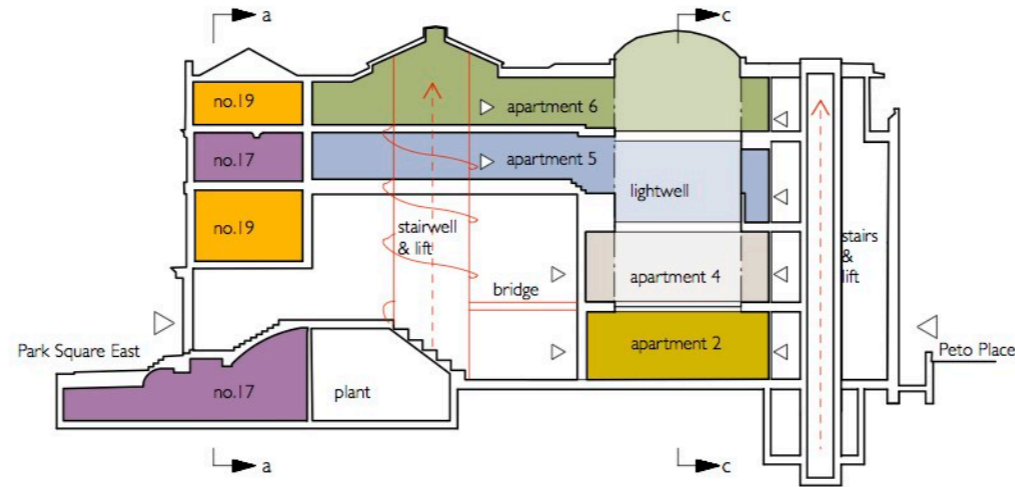 a
c
no.19
apartment 6
no.17
apartment 5
lightwell
no.19
stairwell
& lift
stairs
&
lift
bridge
apartment 4
apartment 2
Park Square East
Peto Place
no.17
plant
a
c